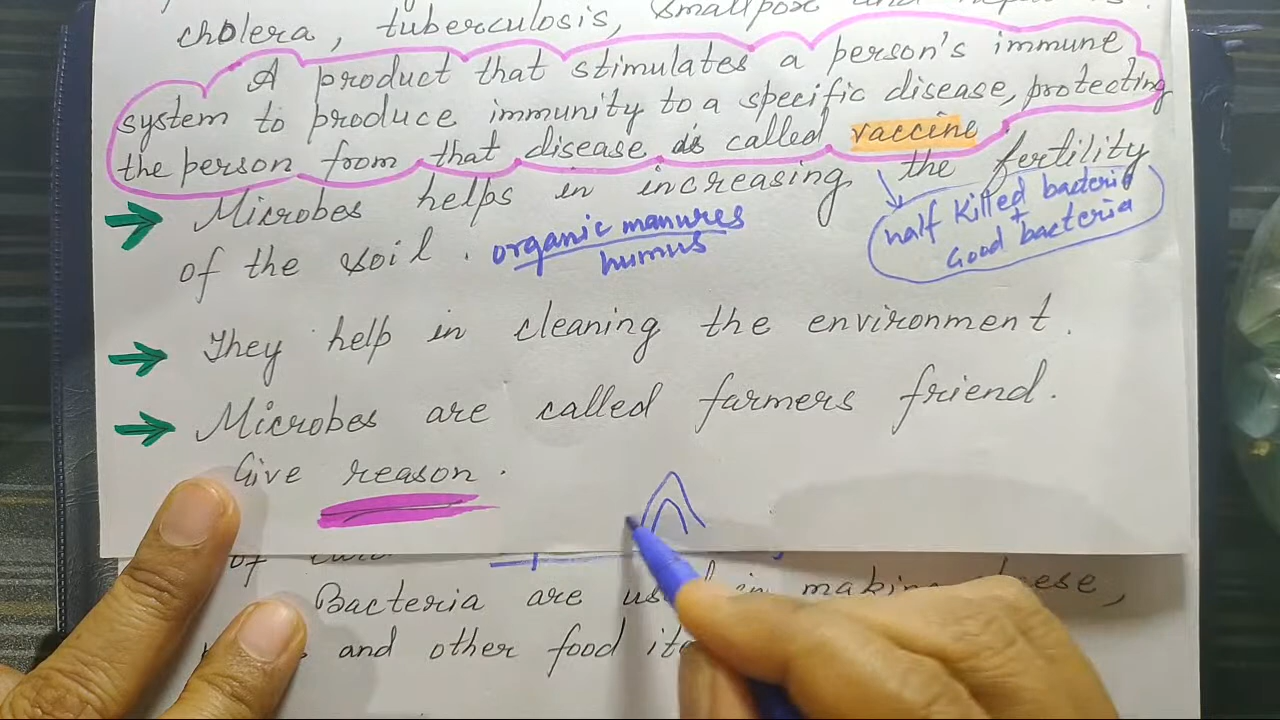 cholera, tuberculosis, smallpox and
A product that stimulates a person's immune
system to produce immunity to a specific disease, protecting
the person from that disease is called vaccine
Microbes helps in increasing the fertility
of the soil. organic manures
humus
half killed bacteria
+
Good bacteria
They help in cleaning the environment.
Microbes are called farmers friend.
Give reason.
of
Bacteria are in making cheese,
and other food